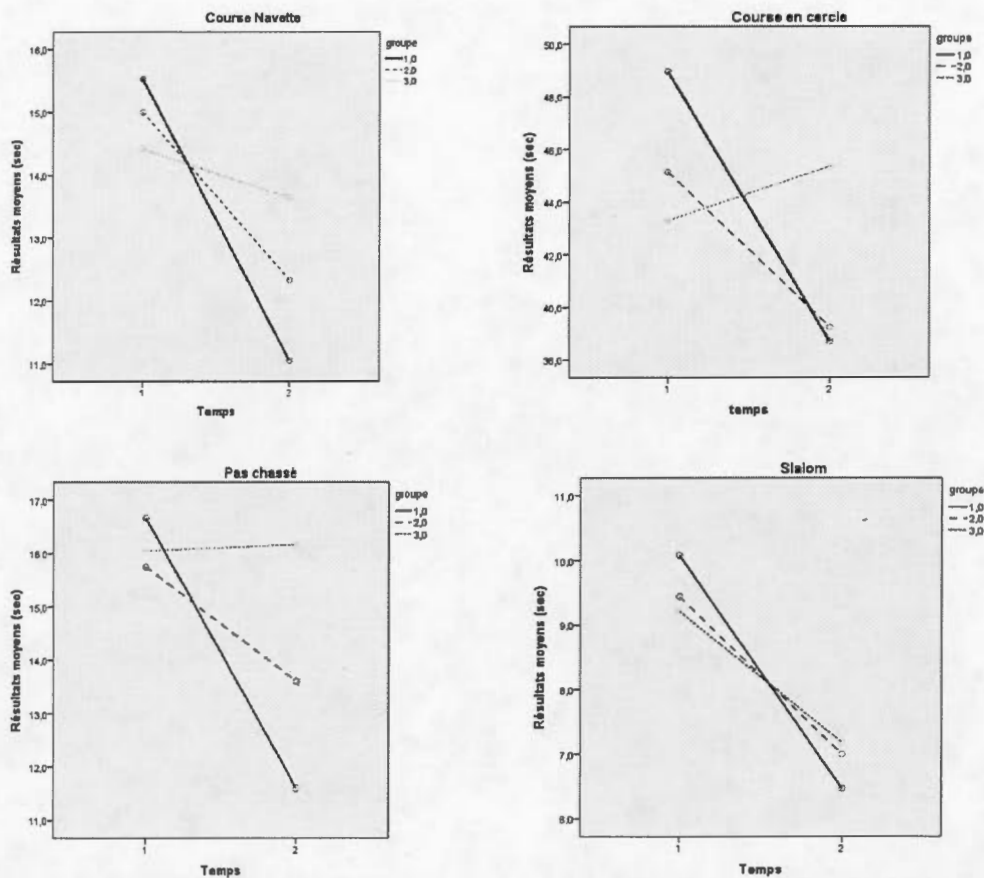 Course Navette
16,0
15,0
14,0
13,0
12,0
11,0
Résultats moyens (sec)
1
2
Temps
groupe
1,0
2,0
3,0
Course en cercle
50,0
48,0
46,0
44,0
42,0
40,0
38,0
Résultats moyens (sec)
1
2
temps
groupe
1,0
2,0
3,0
Pas chassé
17,0
16,0
15,0
14,0
13,0
12,0
11,0
Résultats moyens (sec)
1
2
Temps
groupe
1,0
2,0
3,0
Slalom
11,0
10,0
9,0
8,0
7,0
6,0
Résultats moyens (sec)
1
2
Temps
groupe
1,0
2,0
3,0